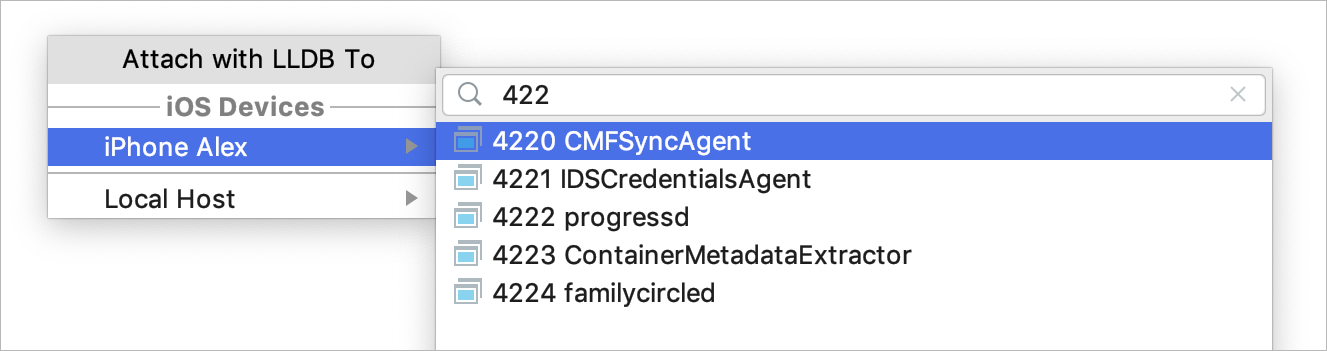 Attach with LLDB To
iOS Devices
iPhone Alex
Local Host
422
4220 CMFSyncAgent
4221 IDSCredentialsAgent
4222 progressd
4223 ContainerMetadataExtractor
4224 familycircled